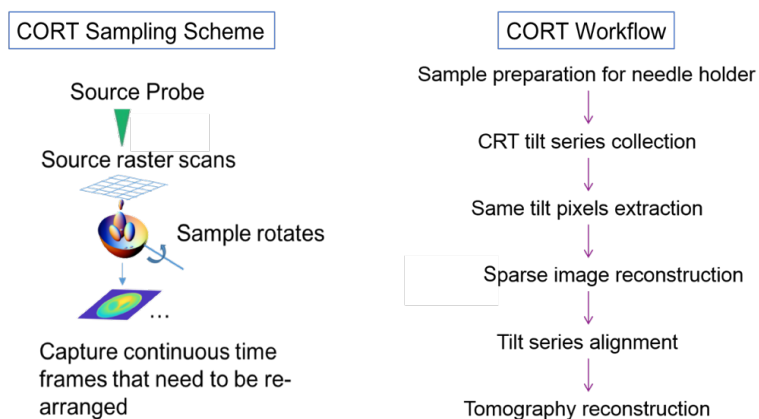 CORT Sampling Scheme
Source Probe
Source raster scans
Sample rotates
...
Capture continuous time
frames that need to be re-
arranged
CORT Workflow
Sample preparation for needle holder
CRT tilt series collection
Same tilt pixels extraction
Sparse image reconstruction
Tilt series alignment
Tomography reconstruction